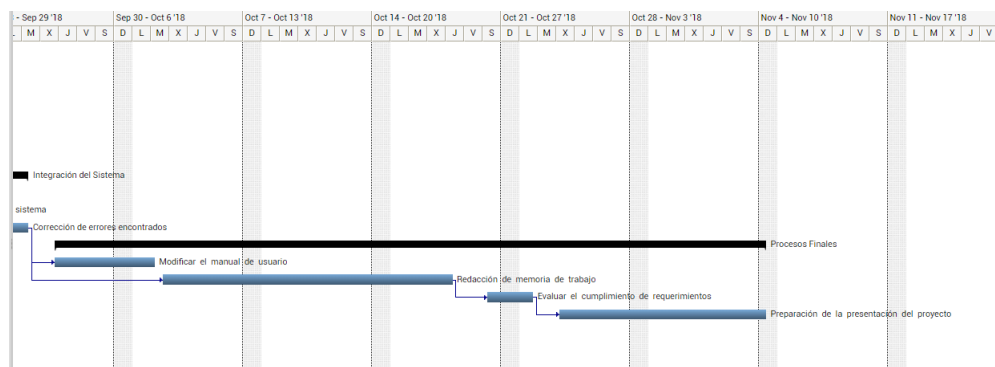 - Sep 29 '18 Sep 30 - Oct 6 '18 Oct 7 - Oct 13 '18 Oct 14 - Oct 20 '18 Oct 21 - Oct 27 '18 Oct 28 - Nov 3 '18 Nov 4 - Nov 10 '18 Nov 11 - Nov 17 '18
M X J V S D L M X J V S D L M X J V S D L M X J V S D L M X J V S D L M X J V S D L M X J V S D L M X J V
Integración del Sistema
sistema
Corrección de errores encontrados
Procesos Finales
Modificar el manual de usuario
Redacción de memoria de trabajo
Evaluar el cumplimiento de requerimientos
Preparación de la presentación del proyecto